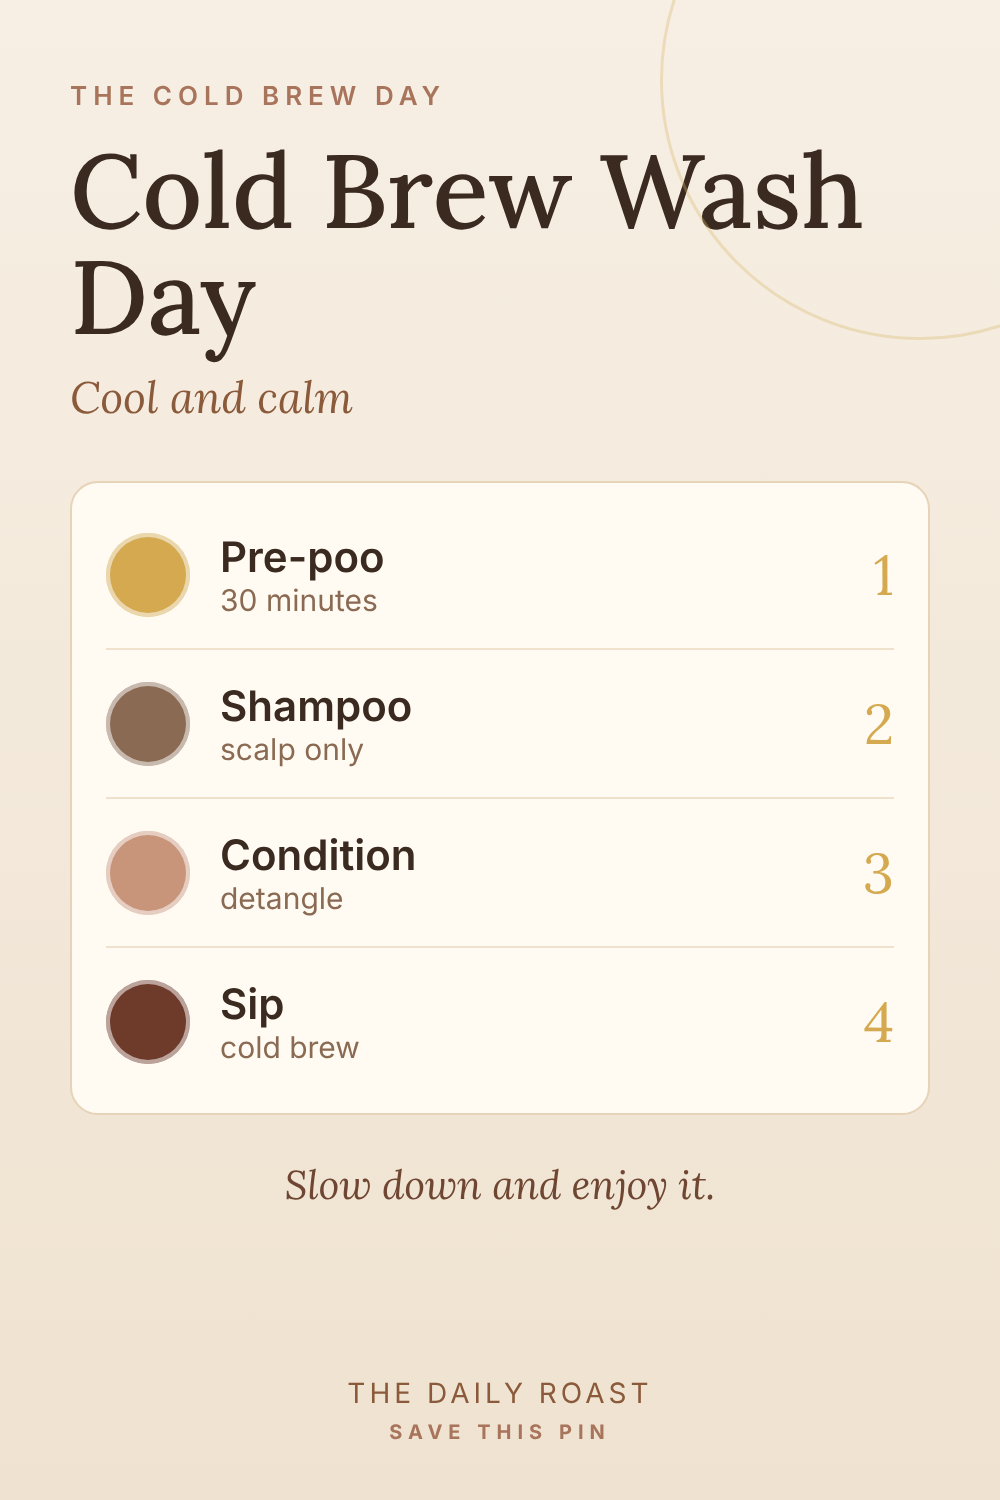 THE COLD BREW DAY
Cold Brew Wash
Day
Cool and calm
Pre-poo
30 minutes
1
Shampoo
scalp only
2
Condition
detangle
3
Sip
cold brew
4
Slow down and enjoy it.
THE DAILY ROAST
SAVE THIS PIN